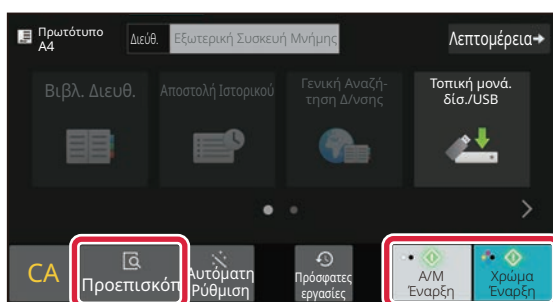 Πρωτότυπο
A4
Διεύθ.
Εξωτερική Συσκευή Μνήμης
Λεπτομέρεια
Βιβλ. Διευθ.
Αποστολή Ιστορικού
Γενική Αναζή-
τηση Δ/νσης
Τοπική μονά.
δίσ./USB
CA
Προεπισκόπ
Αυτόματη
Ρύθμιση
Πρόσφατες
εργασίες
Α/Μ
Έναρξη
Χρώμα
Έναρξη